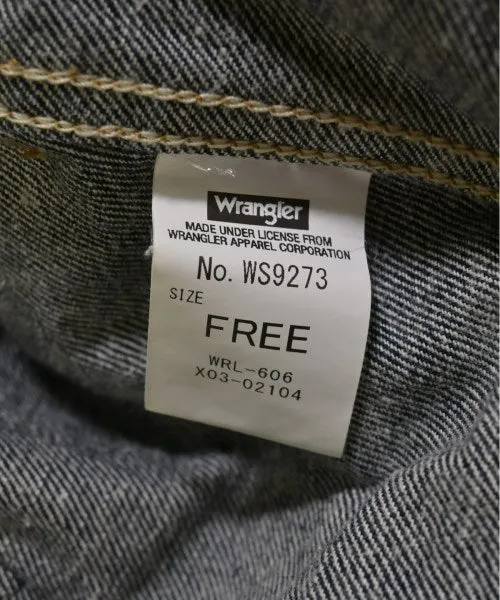 Wrangler
MADE UNDER LICENSE FROM
WRANGLER APPAREL CORPORATION
No. WS9273
SIZE
FREE
WRL-606
X03-02104